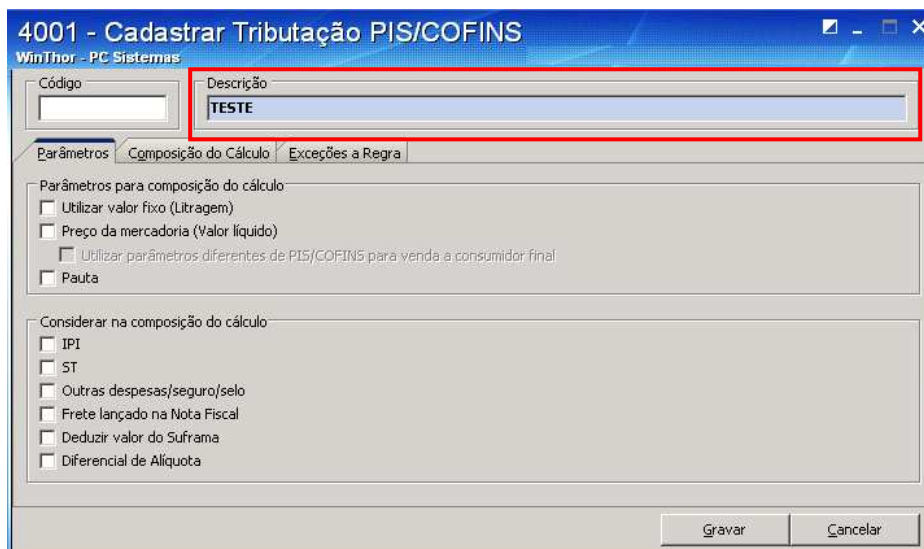 4001 - Cadastrar Tributação PIS/COFINS
WinThor - PC Sistemas
Código
Descrição
TESTE
Parâmetros
Composição do Cálculo
Exceções a Regra
Parâmetros para composição do cálculo
Utilizar valor fixo (Litragem)
Preço da mercadoria (Valor líquido)
Utilizar parâmetros diferentes de PIS/COFINS para venda a consumidor final
Pauta
Considerar na composição do cálculo
IPI
ST
Outras despesas/seguro/selo
Frete lançado na Nota Fiscal
Deduzir valor do Suframa
Diferencial de Alíquota
Gravar
Cancelar